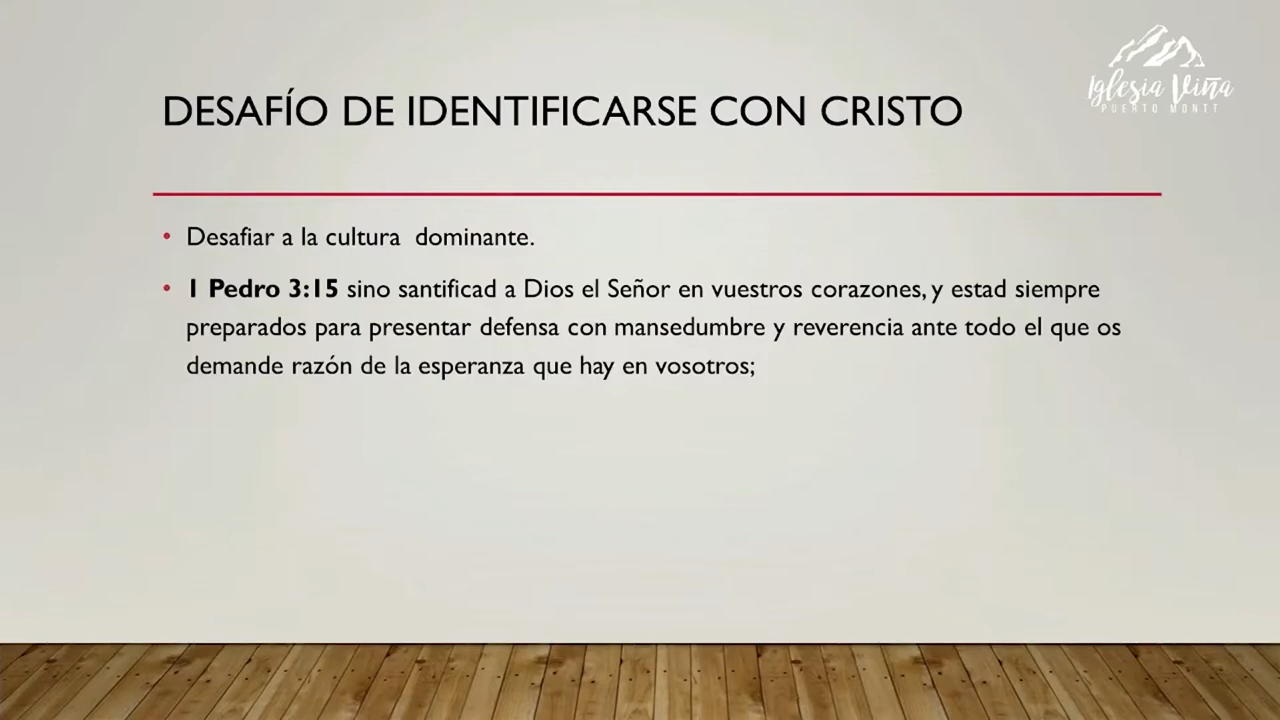 Iglesia Viña
PUERTO MONTT
DESAFÍO DE IDENTIFICARSE CON CRISTO
• Desafiar a la cultura  dominante.
• 1 Pedro 3:15 sino santificad a Dios el Señor en vuestros corazones, y estad siempre
preparados para presentar defensa con mansedumbre y reverencia ante todo el que os
demande razón de la esperanza que hay en vosotros;